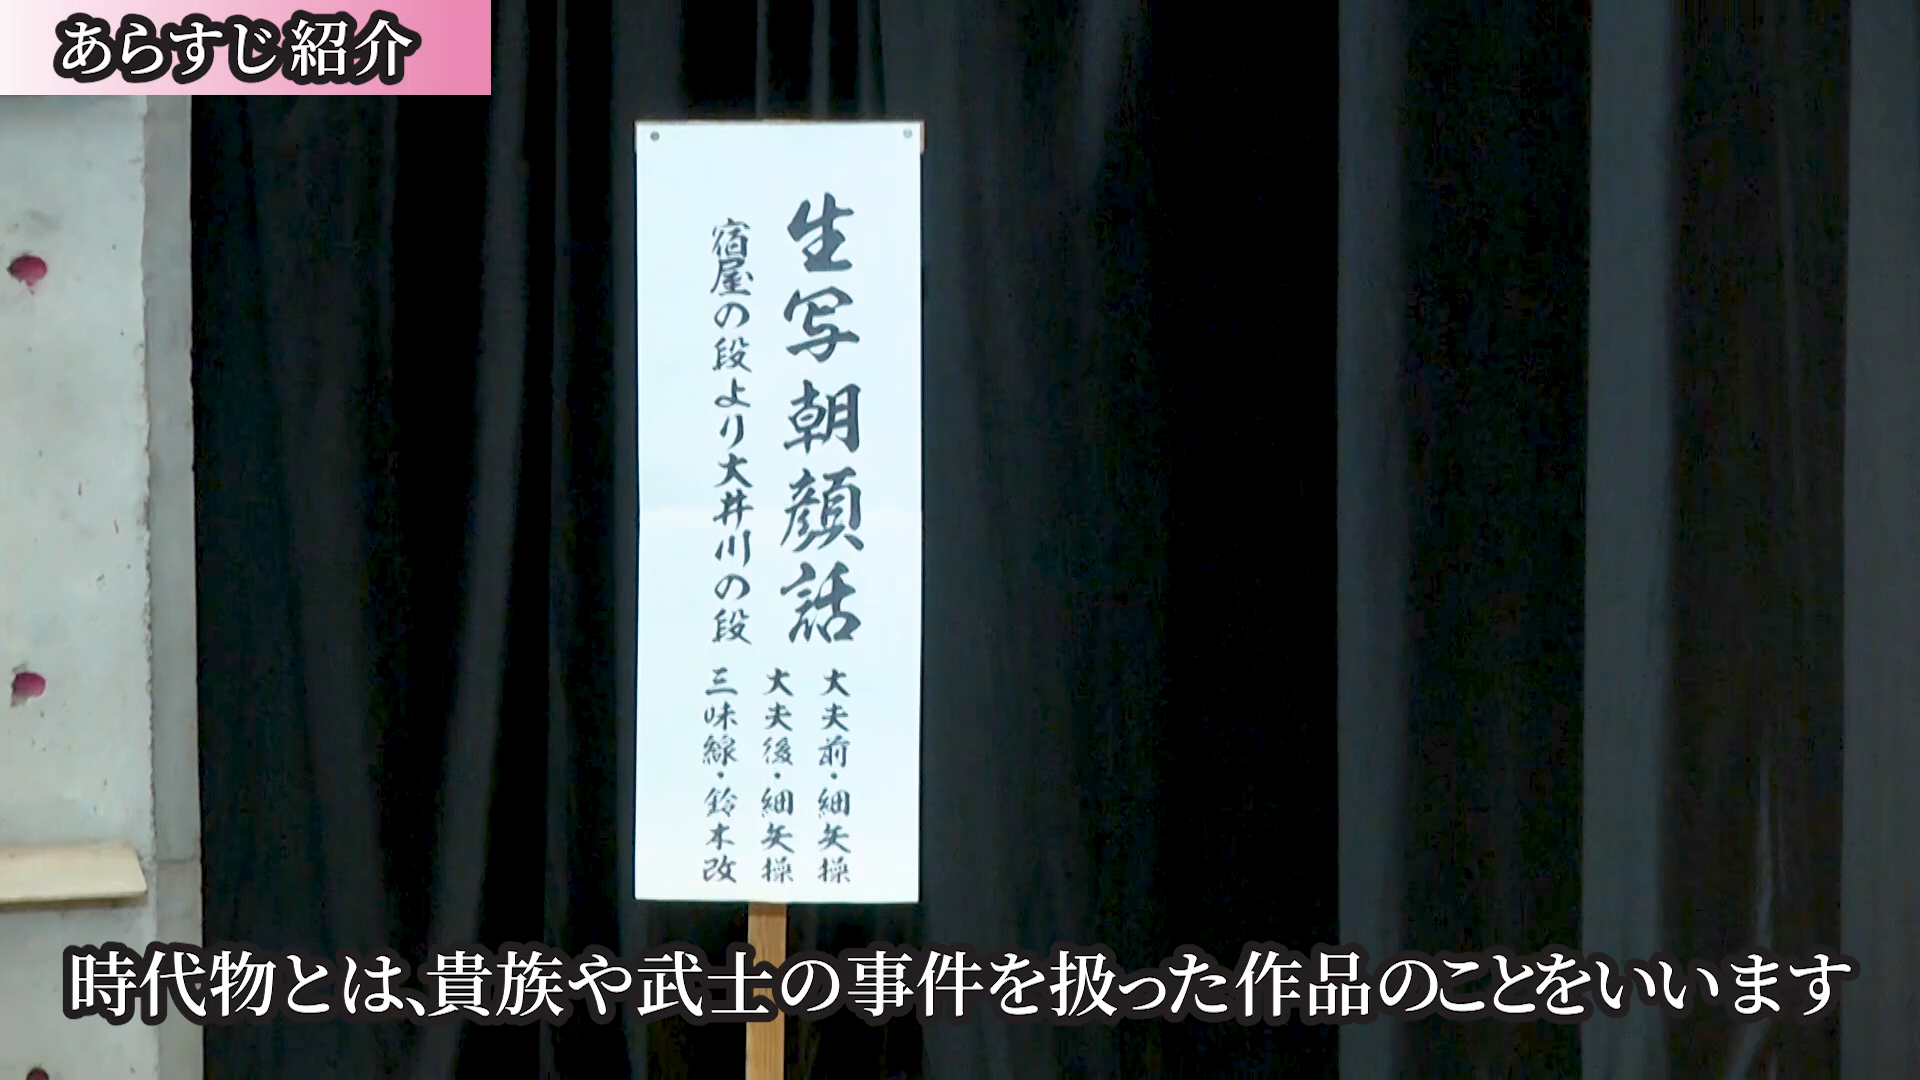 あらすじ紹介
生写朝顔話
宿屋の段より大井川の段
大夫前・細矢操
大夫後・細矢操
三味線・鈴木改
時代物とは、貴族や武士の事件を扱った作品のことをいいます